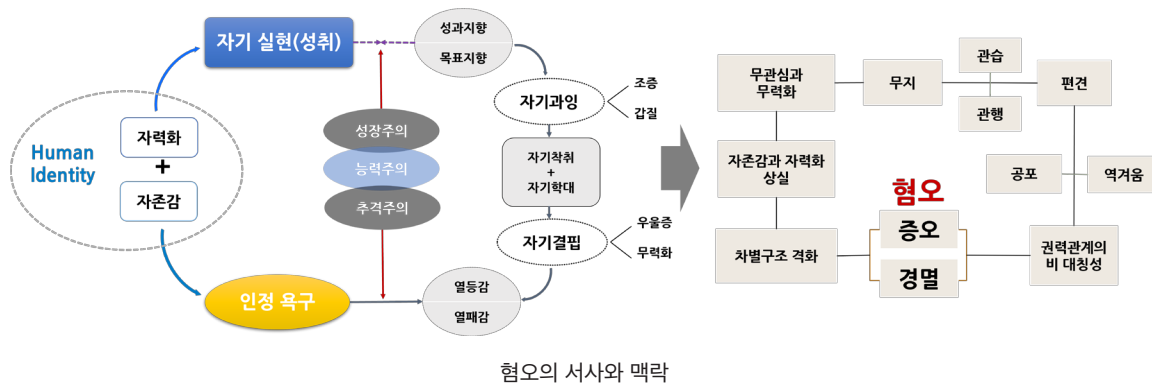 자기 실현(성취)
성과지향
목표지향
Human
Identity
자력화
+
자존감
성장주의
능력주의
추격주의
인정 욕구
열등감
열패감
자기과잉
조증
갑질
자기착취
+
자기학대
자기결핍
우울증
무력화
무관심과
무력화
무지
관습
관행
편견
자존감과 자력화
상실
공포
역겨움
혐오
증오
경멸
차별구조 격화
권력관계의
비 대칭성
혐오의 서사와 맥락